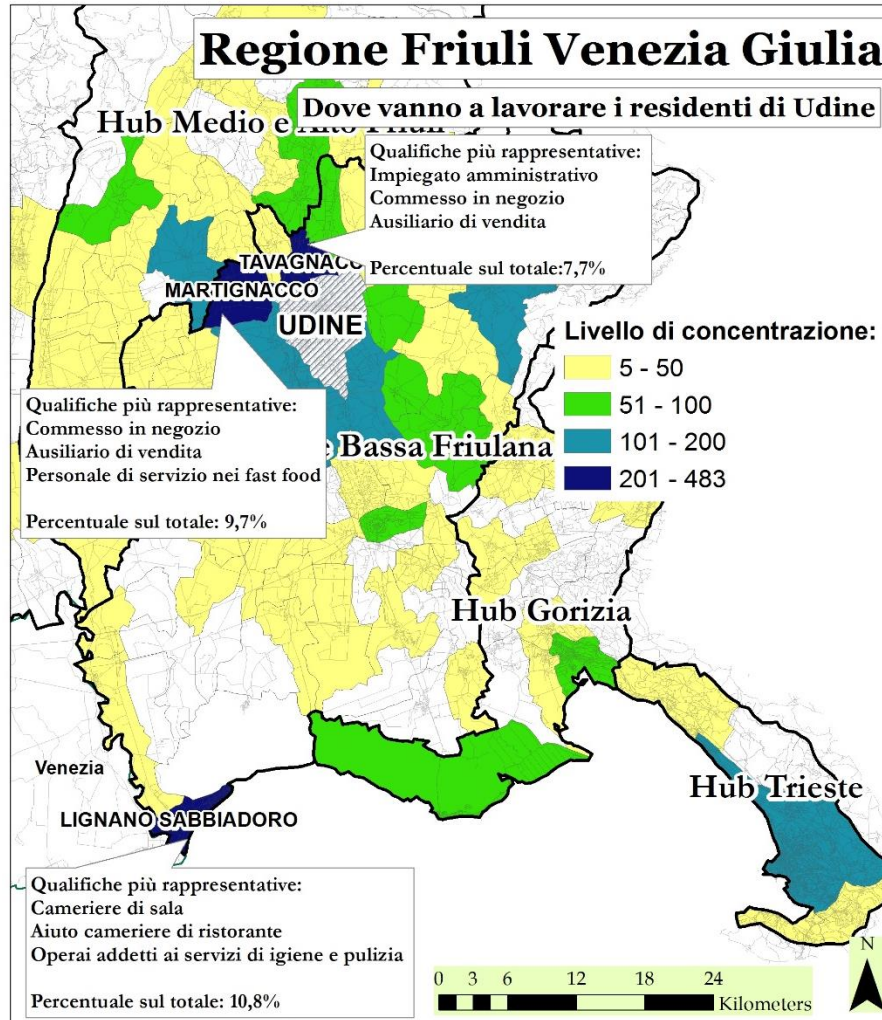 Regione Friuli Venezia Giulia
Dove vanno a lavorare i residenti di Udine
Hub Medio e Alto Friuli
Qualifiche più rappresentative:
Impiegato amministrativo
Commesso in negozio
Ausiliario di vendita
Percentuale sul totale:7,7%
TAVAGNACCO
MARTIGNACCO
UDINE
Livello di concentrazione:
5 - 50
51 - 100
101 - 200
201 - 483
Qualifiche più rappresentative:
Commesso in negozio
Ausiliario di vendita
Personale di servizio nei fast food
Percentuale sul totale: 9,7%
e Bassa Friulana
Hub Gorizia
Venezia
Hub Trieste
LIGNANO SABBIADORO
Qualifiche più rappresentative:
Cameriere di sala
Aiuto cameriere di ristorante
Operai addetti ai servizi di igiene e pulizia
Percentuale sul totale: 10,8%
0 3 6 12 18 24
Kilometers
N